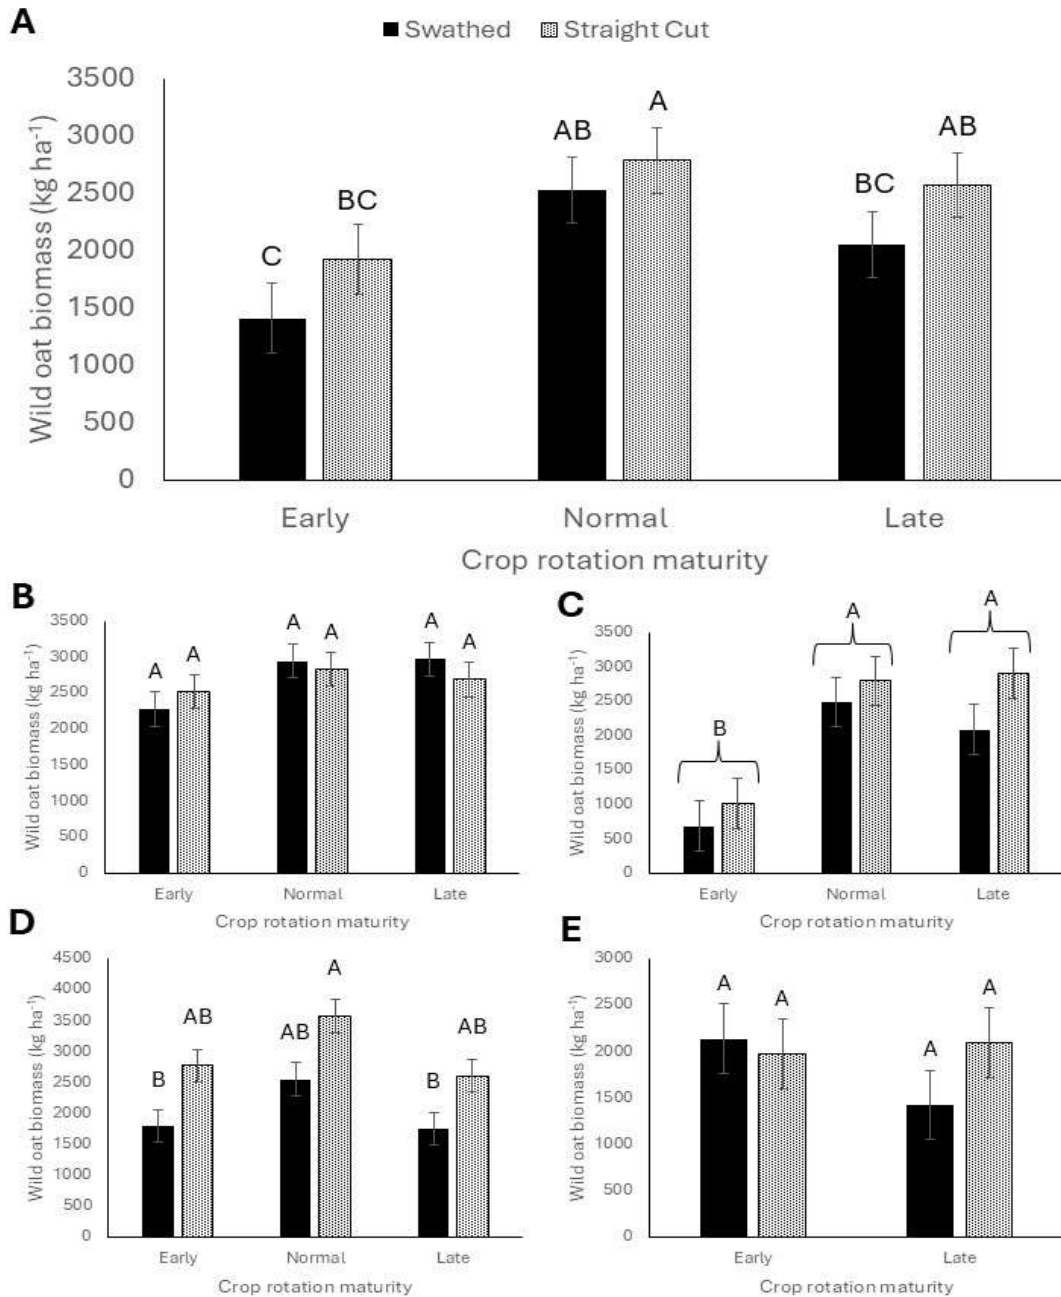 A
Swathed Straight Cut
Wild oat biomass (kg ha⁻¹)
3500
3000
2500
2000
1500
1000
500
0
C BC AB A BC AB
Early Normal Late
Crop rotation maturity
B
Wild oat biomass (kg ha⁻¹)
3500
3000
2500
2000
1500
1000
500
0
A A A A A A
Early Normal Late
Crop rotation maturity
C
Wild oat biomass (kg ha⁻¹)
3500
3000
2500
2000
1500
1000
500
0
B A A
Early Normal Late
Crop rotation maturity
D
Wild oat biomass (kg ha⁻¹)
4500
4000
3500
3000
2500
2000
1500
1000
500
0
B AB AB A B AB
Early Normal Late
Crop rotation maturity
E
Wild oat biomass (kg ha⁻¹)
3000
2500
2000
1500
1000
500
0
A A A A
Early Late
Crop rotation maturity